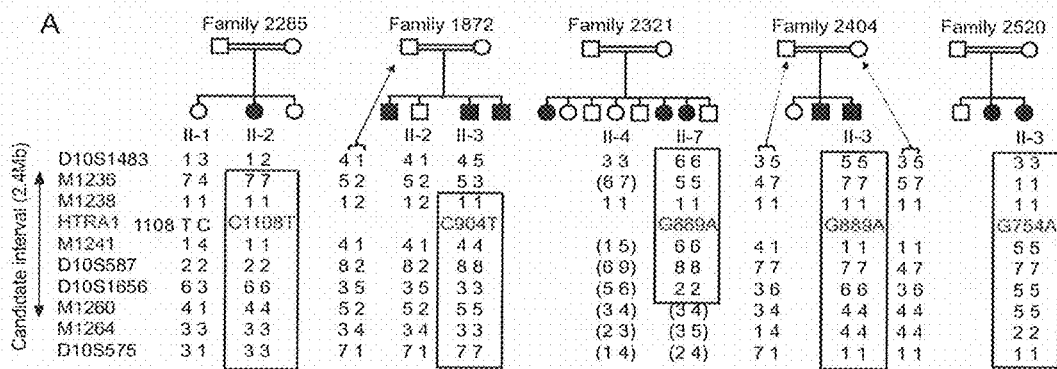 A
Family 2285 Family 1872 Family 2321 Family 2404 Family 2520
II-1 II-2 II-2 II-3 II-4 II-7 II-3 II-3
D10S1483 1 3 1 2 4 1 4 1 4 5 3 3 6 6 3 5 5 5 3 5 3 3
M1236 7 4 7 7 5 2 5 2 5 3 (6 7) 5 5 4 7 7 7 5 7 1 1
M1238 1 1 1 1 1 2 1 2 1 1 1 1 1 1 1 1 1 1 1 1 1 1
HTRA1 1108 T C C1108T C904T G889A G889A G754A
M1241 1 4 1 1 4 1 4 1 4 4 (1 5) 6 6 4 1 1 1 1 1 5 5
D10S587 2 2 2 2 8 2 8 2 8 8 (6 9) 8 8 7 7 7 7 4 7 7 7
D10S1656 6 3 6 6 3 5 3 5 3 3 (5 6) 2 2 3 6 6 6 3 6 5 5
M1260 4 1 4 4 5 2 5 2 5 5 (3 4) (3 4) 3 4 4 4 4 4 5 5
M1264 3 3 3 3 3 4 3 4 3 3 (2 3) (3 5) 1 4 4 4 4 4 2 2
D10S575 3 1 3 3 7 1 7 1 7 7 (1 4) (2 4) 7 1 1 1 1 1 1 1
Candidate interval (2.4Mb)